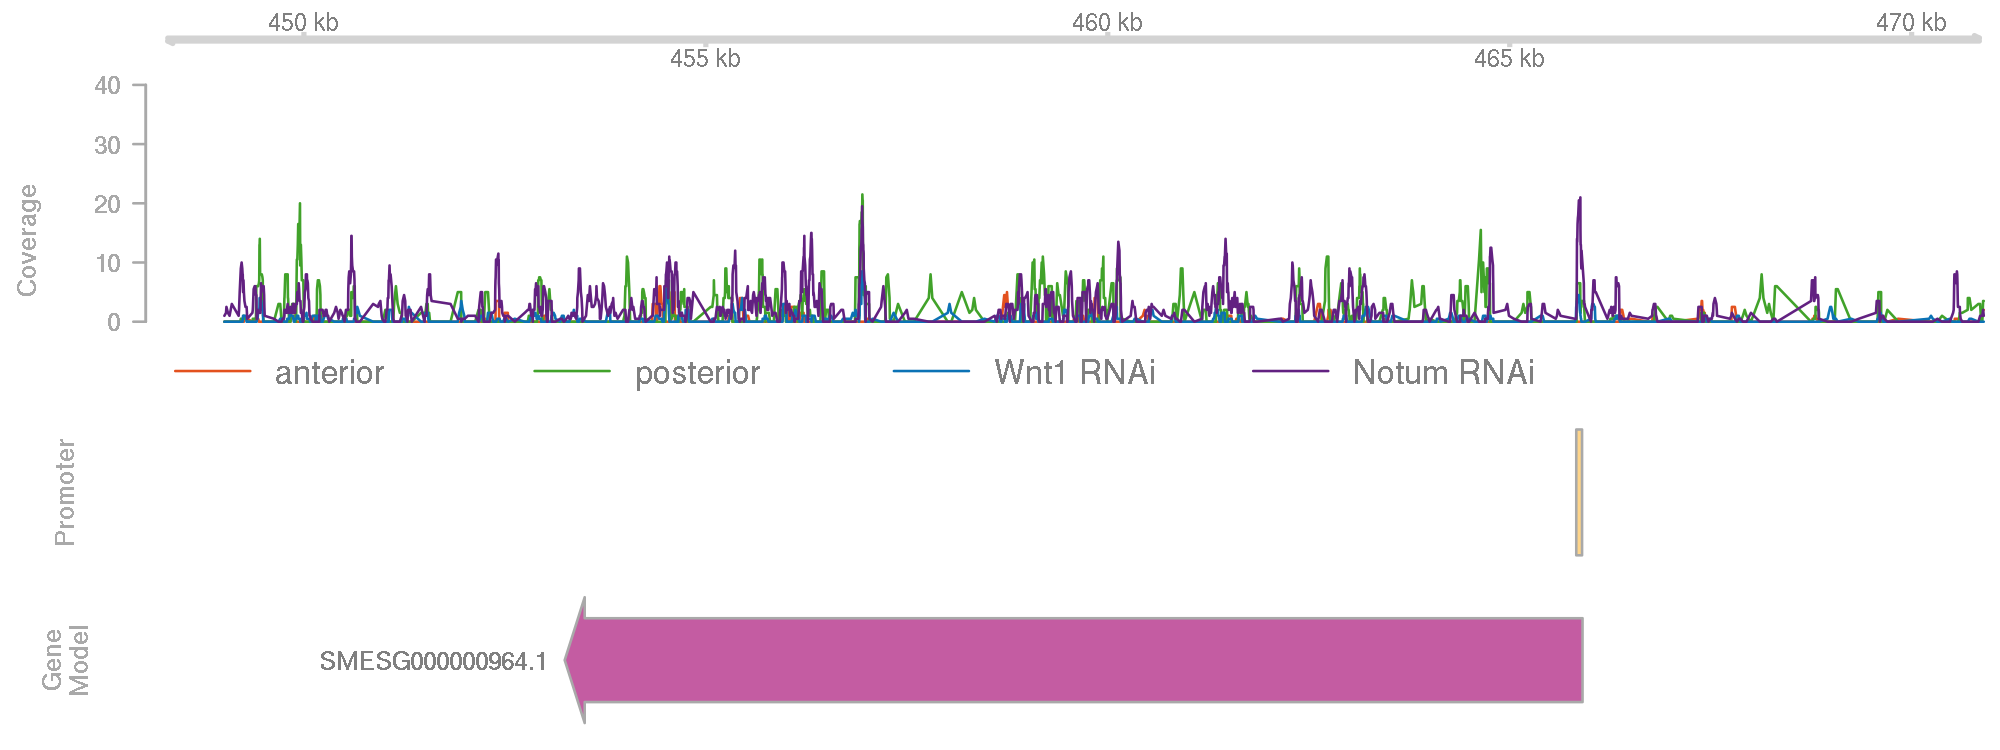 450 kb
460 kb
470 kb
455 kb
465 kb
40
30
20
10
0
Coverage
anterior
posterior
Wnt1 RNAi
Notum RNAi
Promoter
Gene
Model
SMESG000000964.1